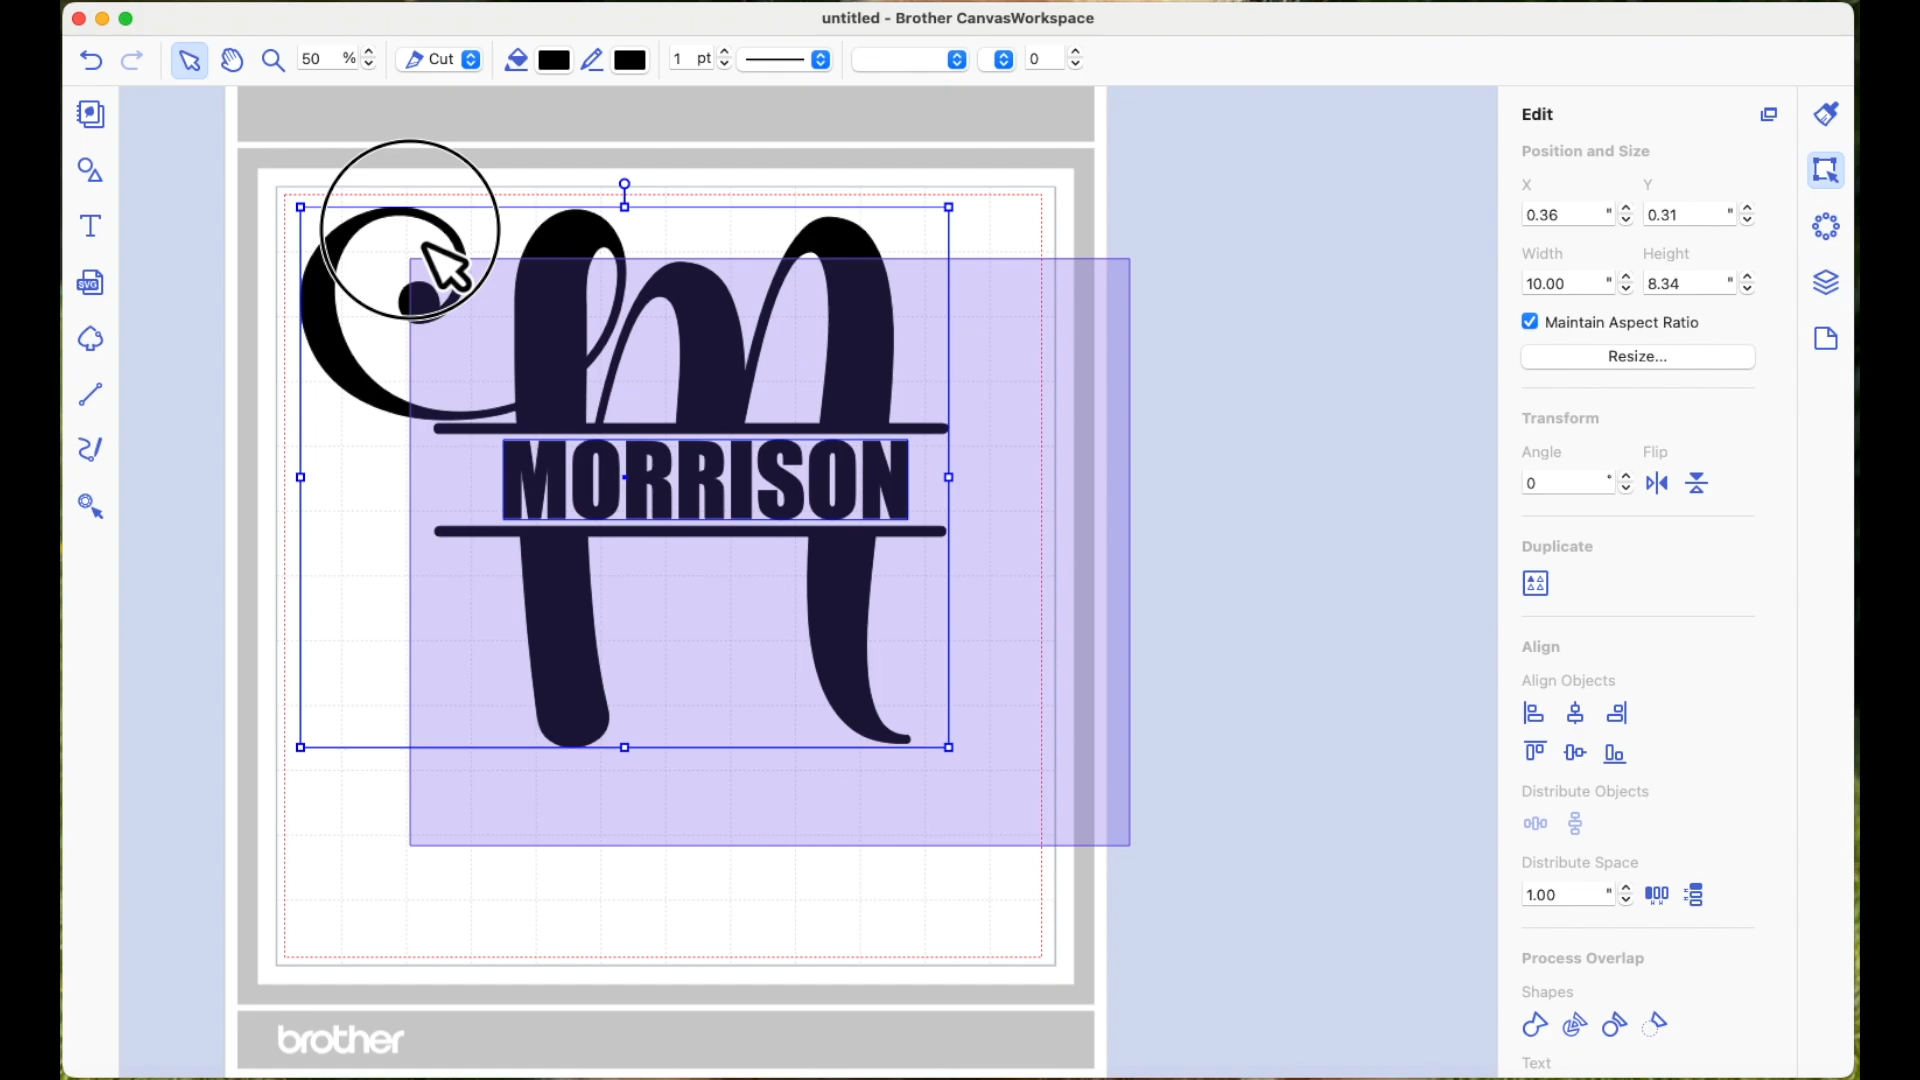 untitled - Brother CanvasWorkspace
50 % Cut 1 pt 0
SVG
Edit
Position and Size
X Y
0.36 " 0.31 "
Width Height
10.00 " 8.34 "
Maintain Aspect Ratio
Resize...
Transform
Angle Flip
0 °
Duplicate
Align
Align Objects
Distribute Objects
Distribute Space
1.00 "
Process Overlap
Shapes
Text
M
MORRISON
brother